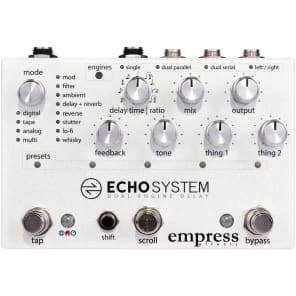 engines
single
dual parallel
dual serial
left / right
mode
mod
filter
ambient
delay + reverb
digital
tape
analog
multi
reverse
stutter
lo-fi
whisky
delay time | ratio
mix
output
presets
feedback
tone
thing 1
thing 2
ECHOSYSTEM
DUAL ENGINE DELAY
empress
effects
tap
shift
scroll
bypass